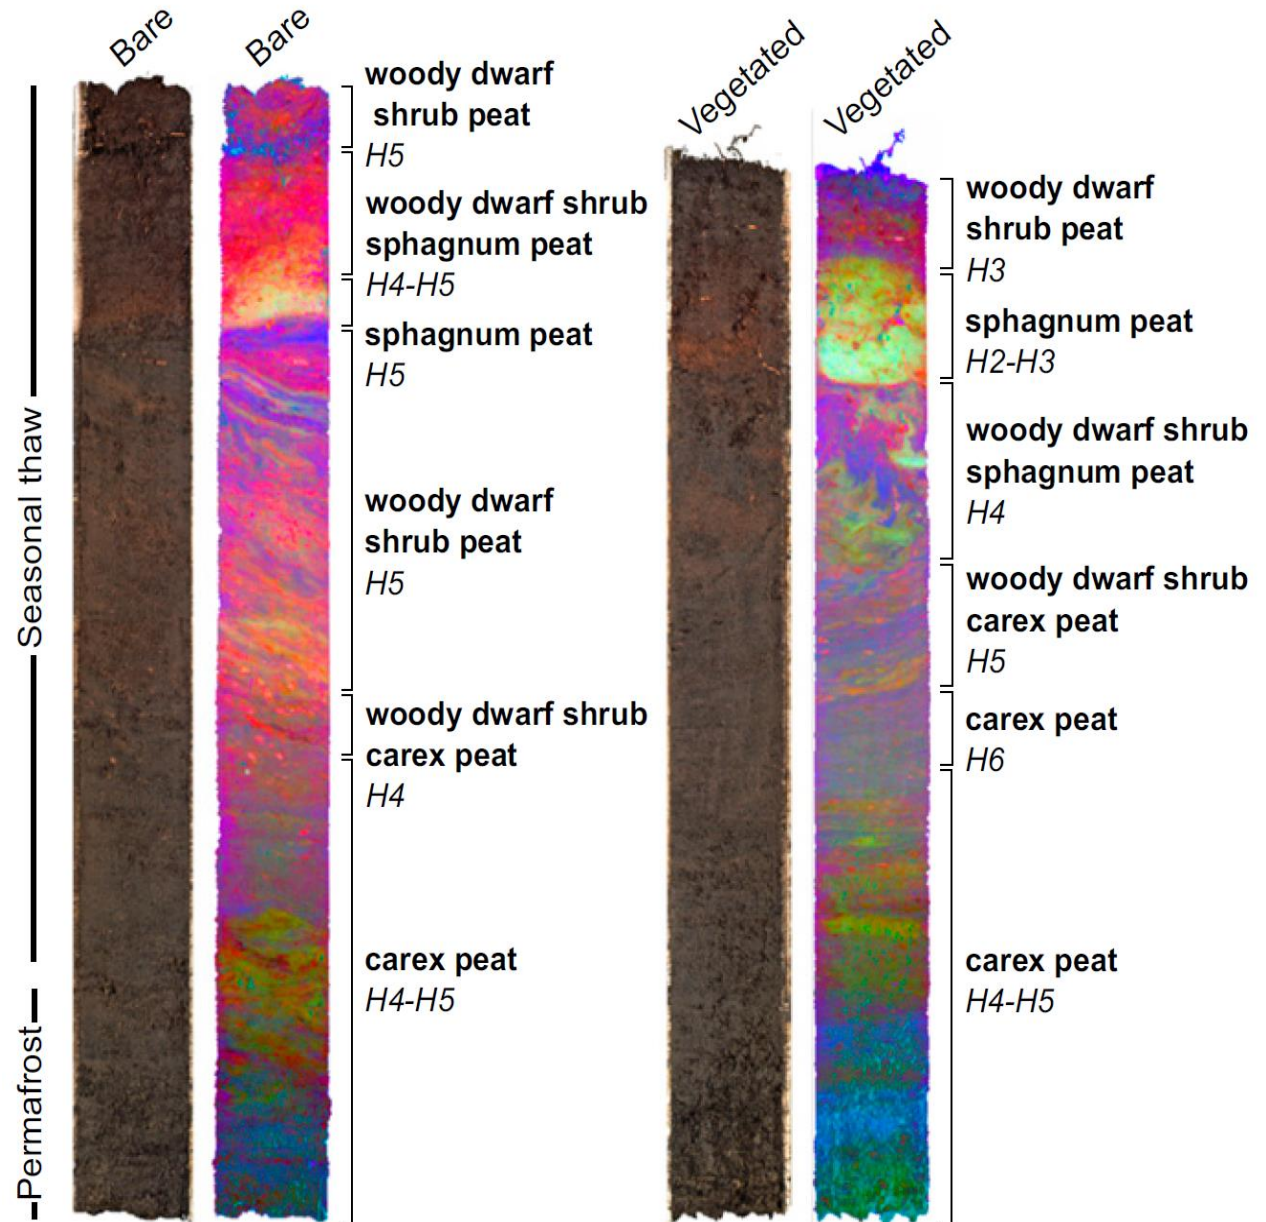 Bare
Bare
Vegetated
Vegetated
Seasonal thaw
Permafrost
woody dwarf
shrub peat
H5
woody dwarf shrub
sphagnum peat
H4-H5
sphagnum peat
H5
woody dwarf
shrub peat
H5
woody dwarf shrub
carex peat
H4
carex peat
H4-H5
woody dwarf
shrub peat
H3
sphagnum peat
H2-H3
woody dwarf shrub
sphagnum peat
H4
woody dwarf shrub
carex peat
H5
carex peat
H6
carex peat
H4-H5